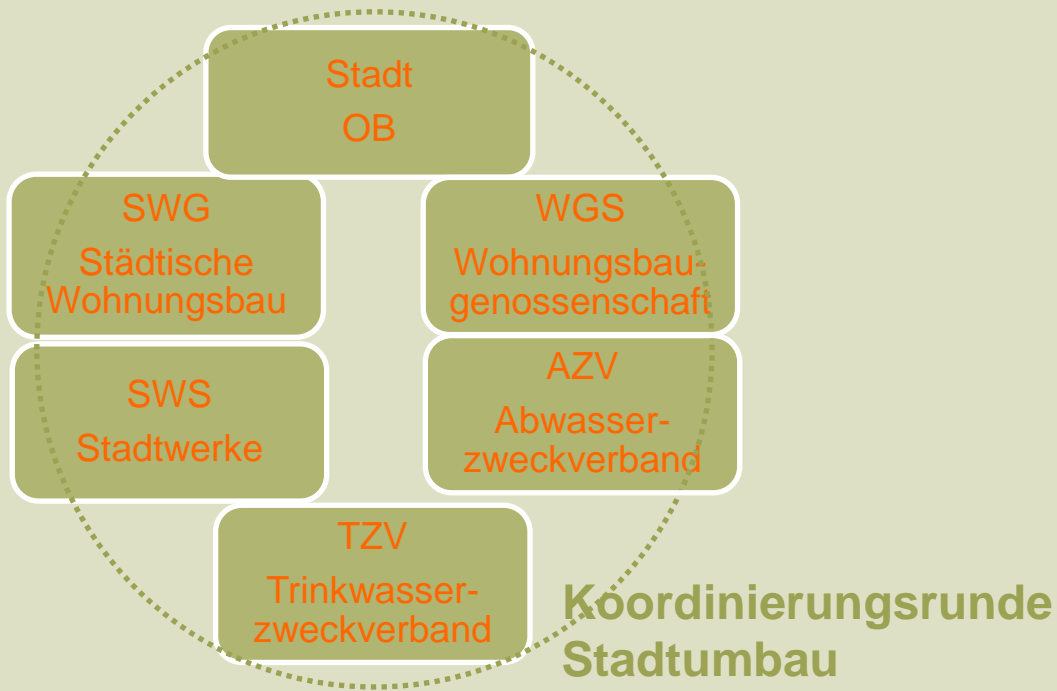 Stadt
OB
SWG
Städtische
Wohnungsbau
WGS
Wohnungsbau-
genossenschaft
SWS
Stadtwerke
AZV
Abwasser-
zweckverband
TZV
Trinkwasser-
zweckverband
Koordinierungsrunde
Stadtumbau